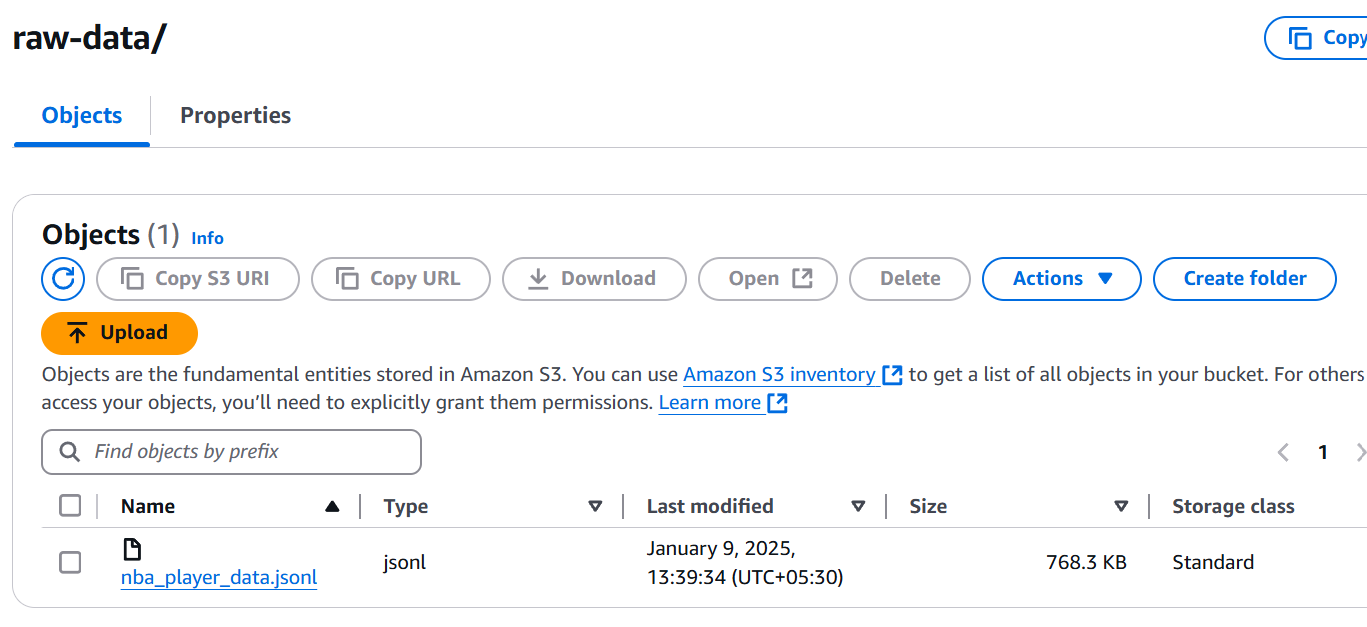 raw-data/
Copy
Objects
Properties
Objects (1) Info
Copy S3 URI
Copy URL
Download
Open
Delete
Actions
Create folder
Upload
Objects are the fundamental entities stored in Amazon S3. You can use Amazon S3 inventory to get a list of all objects in your bucket. For others
access your objects, you’ll need to explicitly grant them permissions. Learn more
Find objects by prefix
1
Name
Type
Last modified
Size
Storage class
nba_player_data.jsonl
jsonl
January 9, 2025,
13:39:34 (UTC+05:30)
768.3 KB
Standard